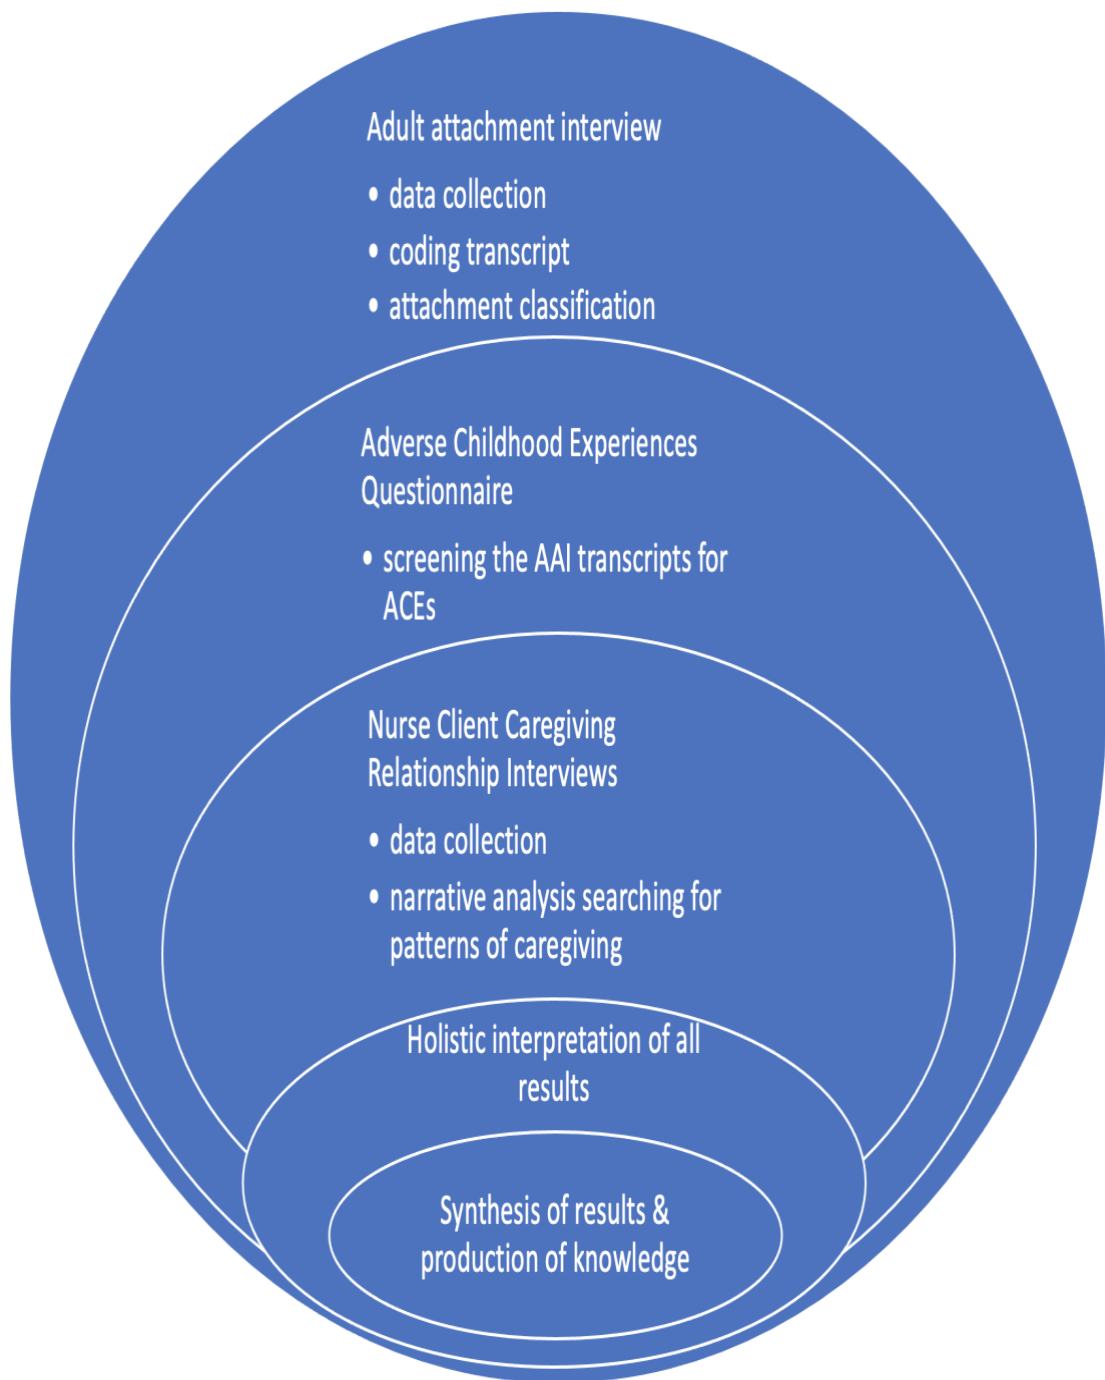 Adult attachment interview
• data collection
• coding transcript
• attachment classification
Adverse Childhood Experiences
Questionnaire
• screening the AAI transcripts for
ACEs
Nurse Client Caregiving
Relationship Interviews
• data collection
• narrative analysis searching for
patterns of caregiving
Holistic interpretation of all
results
Synthesis of results &
production of knowledge